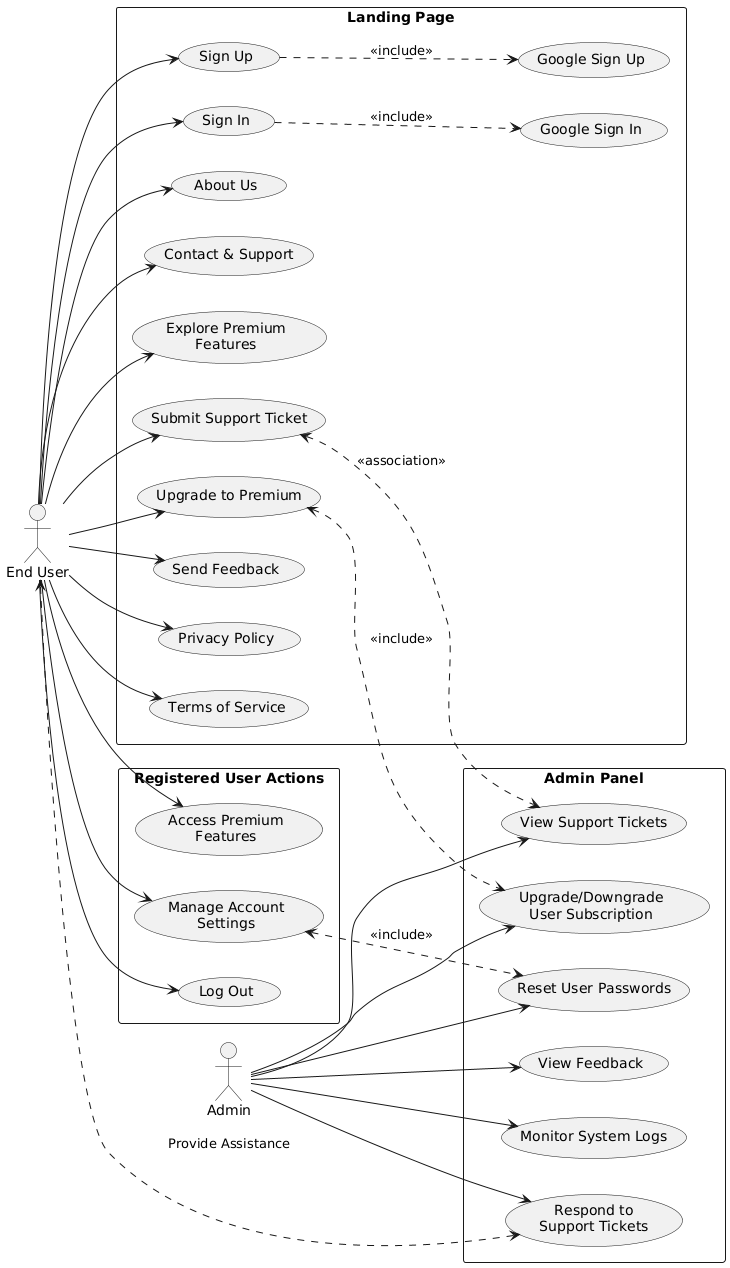 Landing Page
Sign Up
«include»
Google Sign Up
Sign In
«include»
Google Sign In
About Us
Contact & Support
Explore Premium
Features
Submit Support Ticket
«association»
Upgrade to Premium
End User
Send Feedback
Privacy Policy
«include»
Terms of Service
Registered User Actions
Admin Panel
Access Premium
Features
View Support Tickets
Manage Account
Settings
Upgrade/Downgrade
User Subscription
«include»
Log Out
Reset User Passwords
View Feedback
Admin
Monitor System Logs
Provide Assistance
Respond to
Support Tickets